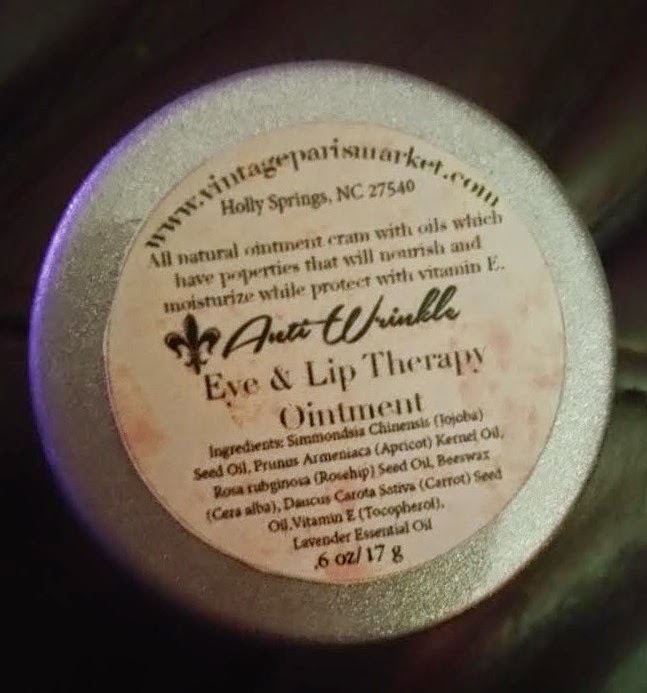 www.vintageparismarket.com
Holly Springs, NC 27540
All natural ointment cram with oils which
have poperties that will nourish and
moisturize while protect with vitamin E.
Anti Wrinkle
Eye & Lip Therapy
Ointment
Ingredients: Simmondsia Chinensis (Jojoba)
Seed Oil, Prunus Armeniaca (Apricot) Kernel Oil,
Rosa rubginosa (Rosehip) Seed Oil, Beeswax
(Cera alba), Daucus Carota Sativa (Carrot) Seed
Oil, Vitamin E (Tocopherol),
Lavender Essential Oil
.6 oz/17 g